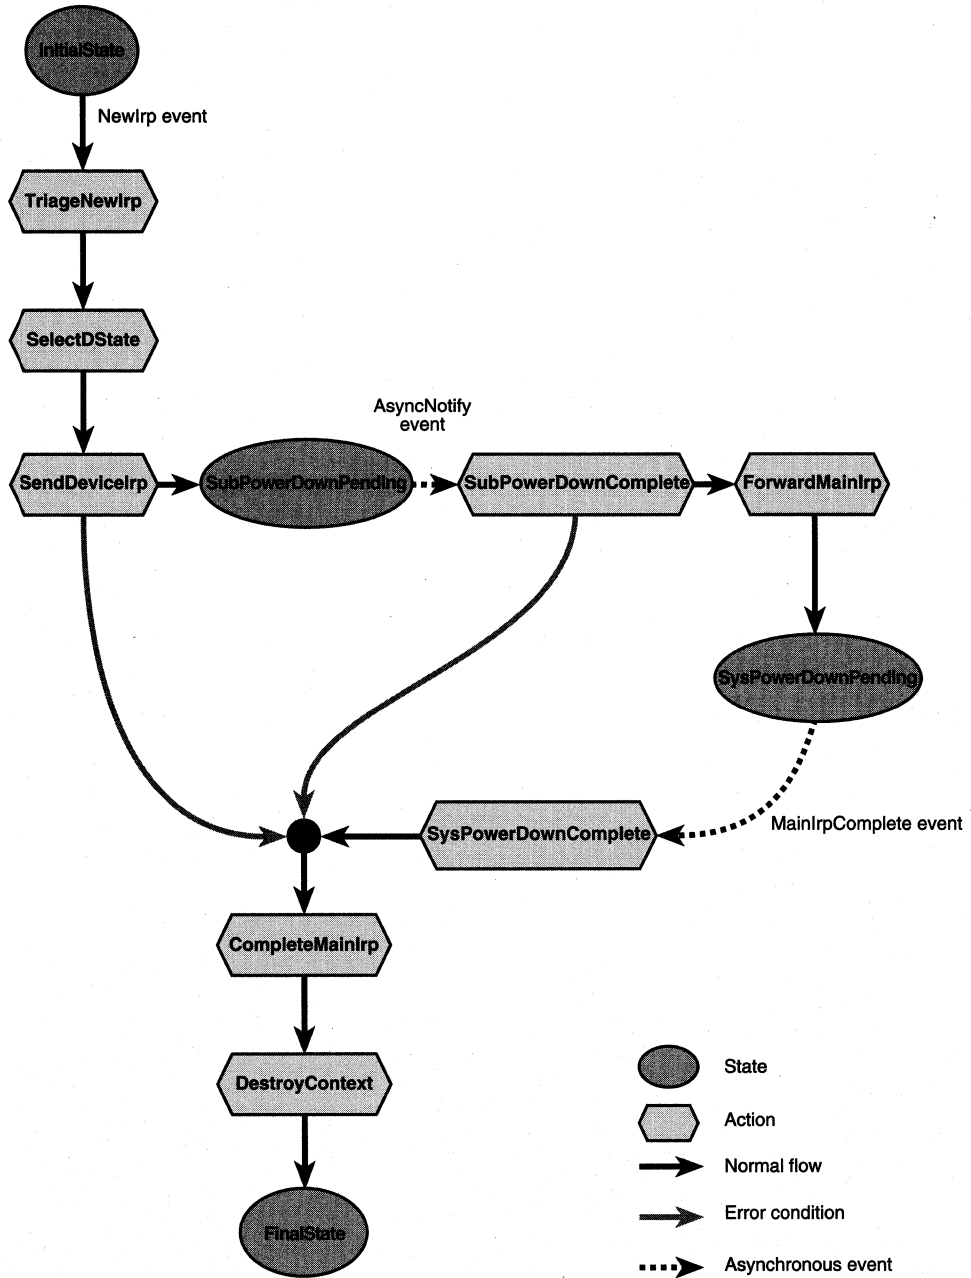 InitialState
NewIrp event
TriageNewIrp
SelectDState
AsyncNotify
event
SendDeviceIrp
SubPowerDownPending
SubPowerDownComplete
ForwardMainIrp
SysPowerDownPending
MainIrpComplete event
SysPowerDownComplete
CompleteMainIrp
DestroyContext
FinalState
State
Action
Normal flow
Error condition
Asynchronous event